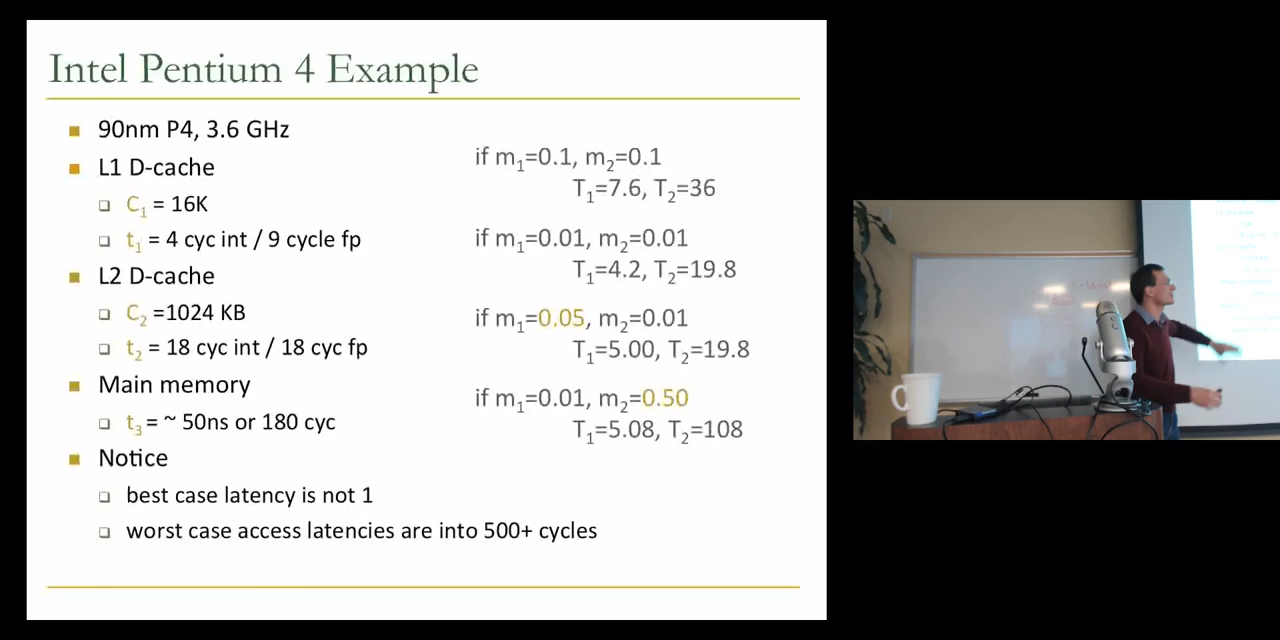 Intel Pentium 4 Example
90nm P4, 3.6 GHz
L1 D-cache
C1 = 16K
t1 = 4 cyc int / 9 cycle fp
L2 D-cache
C2 =1024 KB
t2 = 18 cyc int / 18 cyc fp
Main memory
t3 = ~ 50ns or 180 cyc
Notice
best case latency is not 1
worst case access latencies are into 500+ cycles
if m1=0.1, m2=0.1
T1=7.6, T2=36
if m1=0.01, m2=0.01
T1=4.2, T2=19.8
if m1=0.05, m2=0.01
T1=5.00, T2=19.8
if m1=0.01, m2=0.50
T1=5.08, T2=108